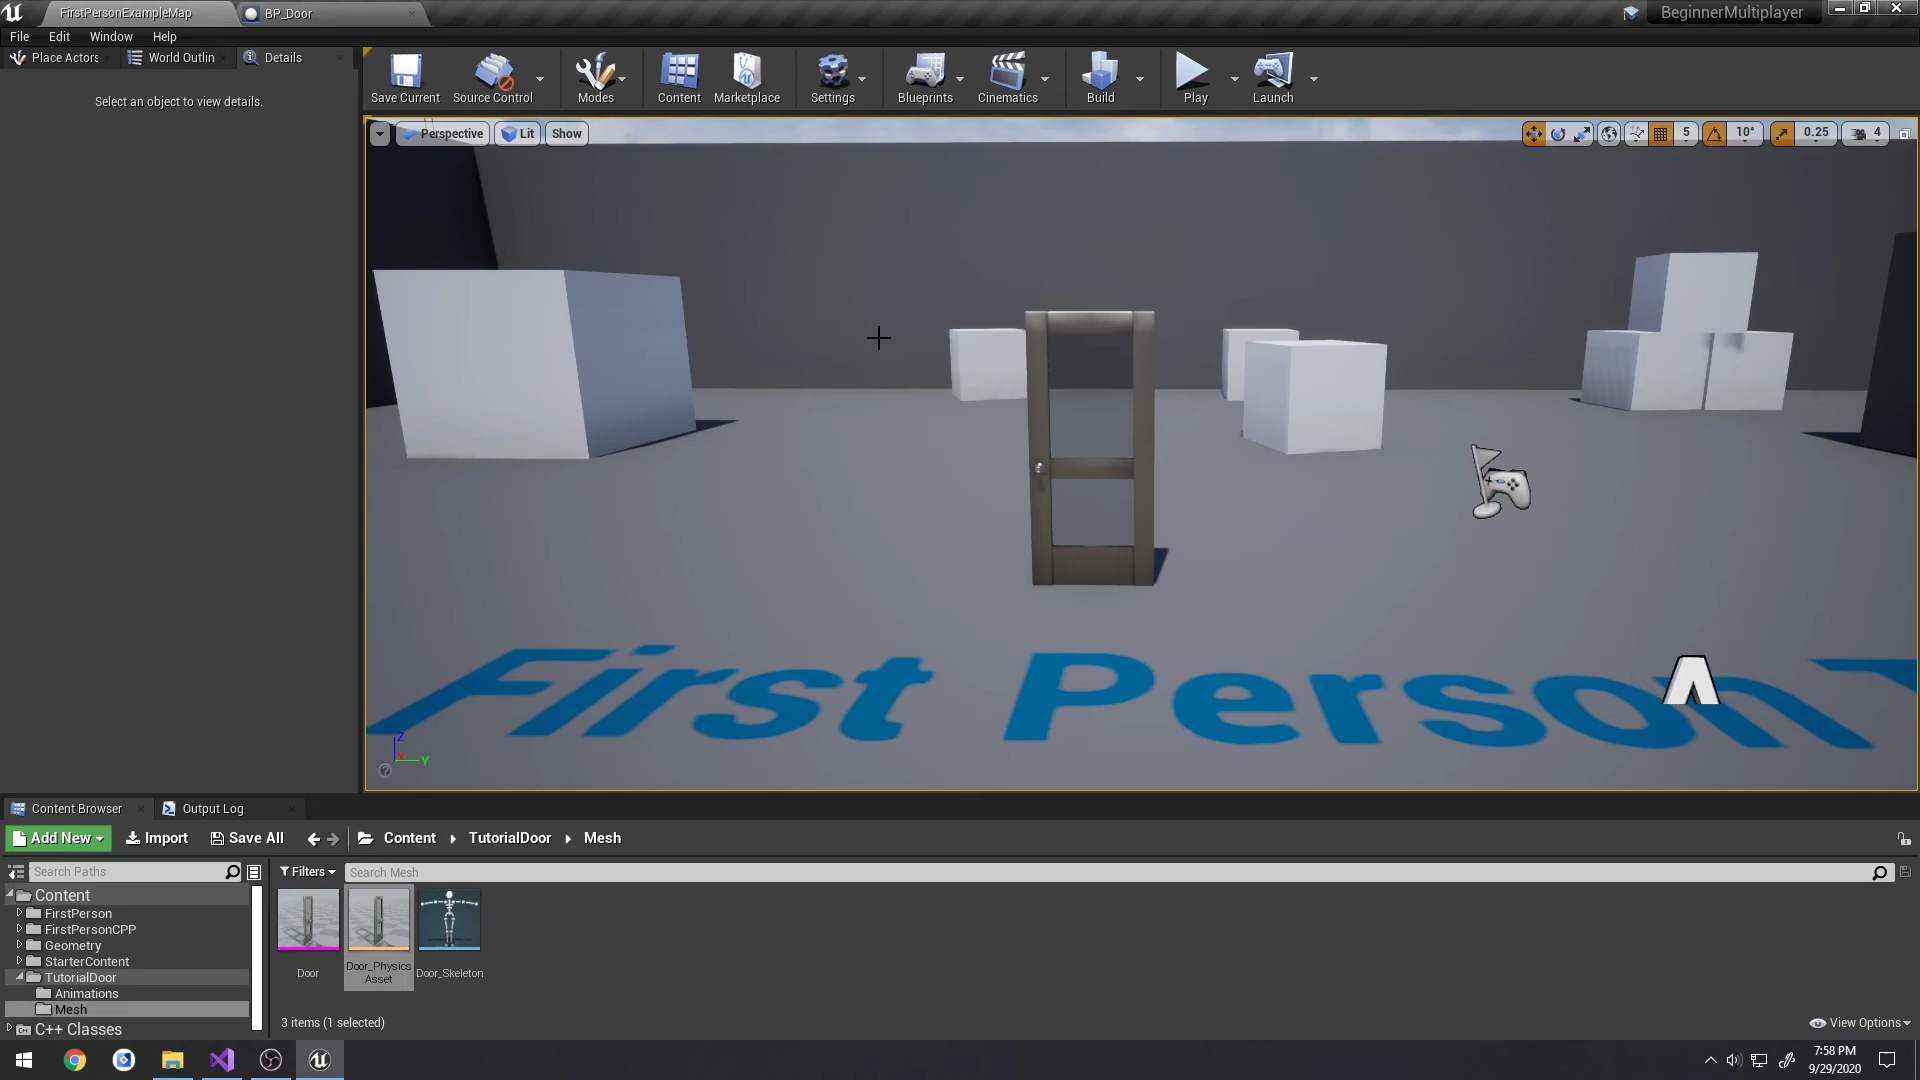 FirstPersonExampleMap
BP_Door
BeginnerMultiplayer
File Edit Window Help
Place Actors
World Outlin
Details
Select an object to view details.
Save Current
Source Control
Modes
Content
Marketplace
Settings
Blueprints
Cinematics
Build
Play
Launch
Perspective
Lit
Show
5
10°
0.25
4
First Person
Z
X
Y
Content Browser
Output Log
Add New
Import
Save All
Content
TutorialDoor
Mesh
Search Paths
Filters
Search Mesh
Content
FirstPerson
FirstPersonCPP
Geometry
StarterContent
TutorialDoor
Animations
Mesh
C++ Classes
Door
Door_Physics
Asset
Door_Skeleton
3 items (1 selected)
View Options
7:58 PM
9/29/2020